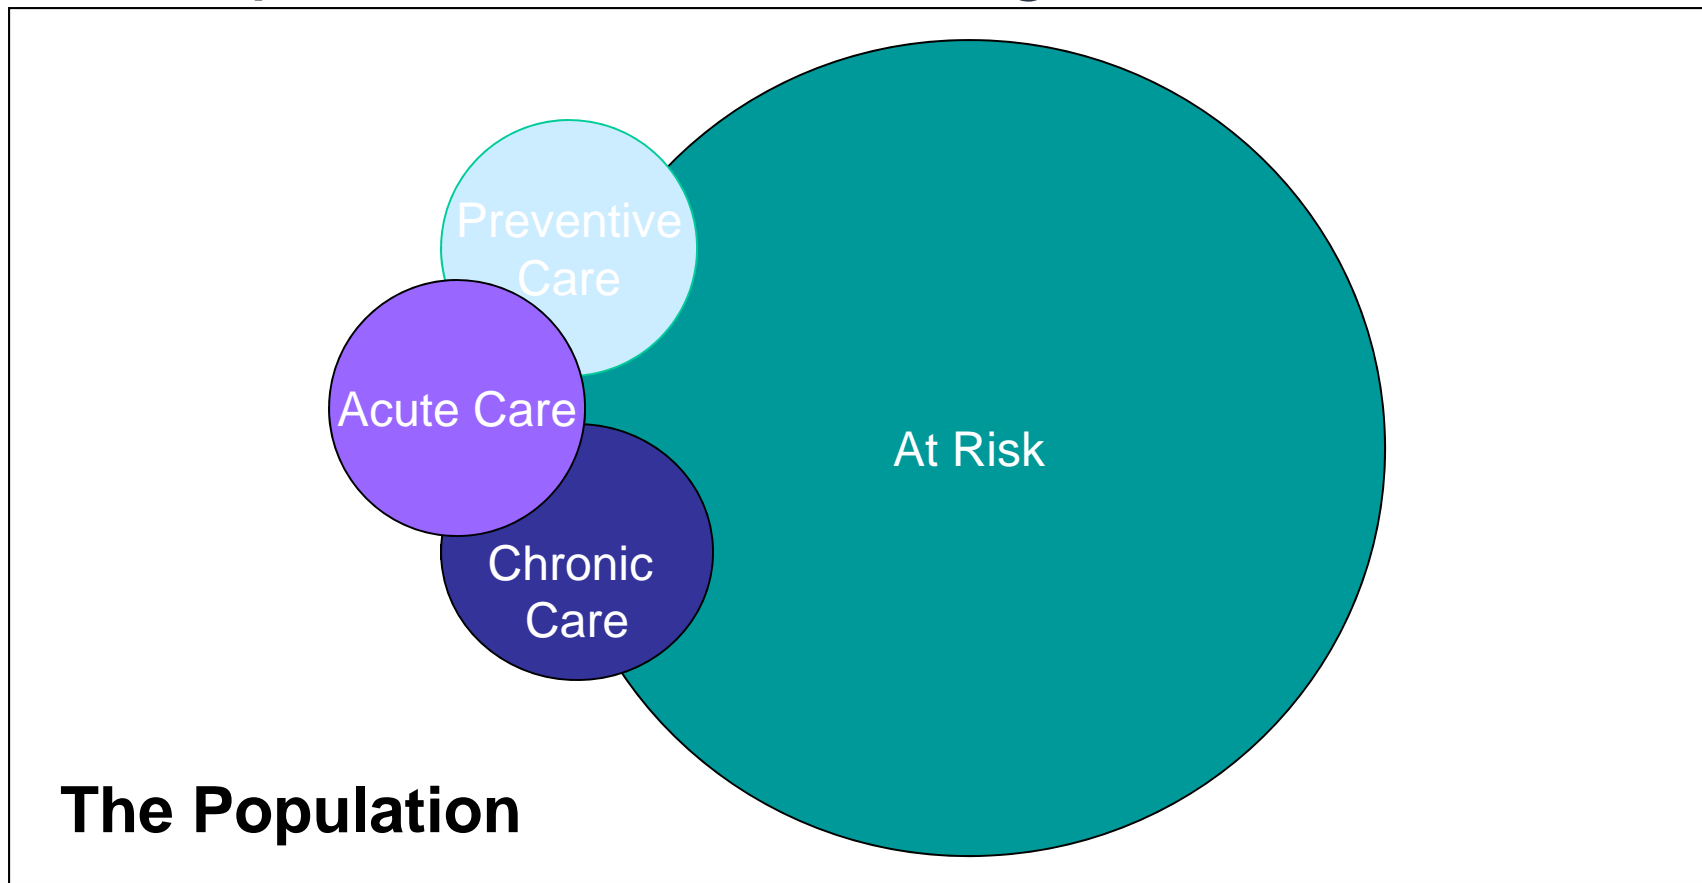 Preventive
Care
Acute Care
At Risk
Chronic
Care
The Population